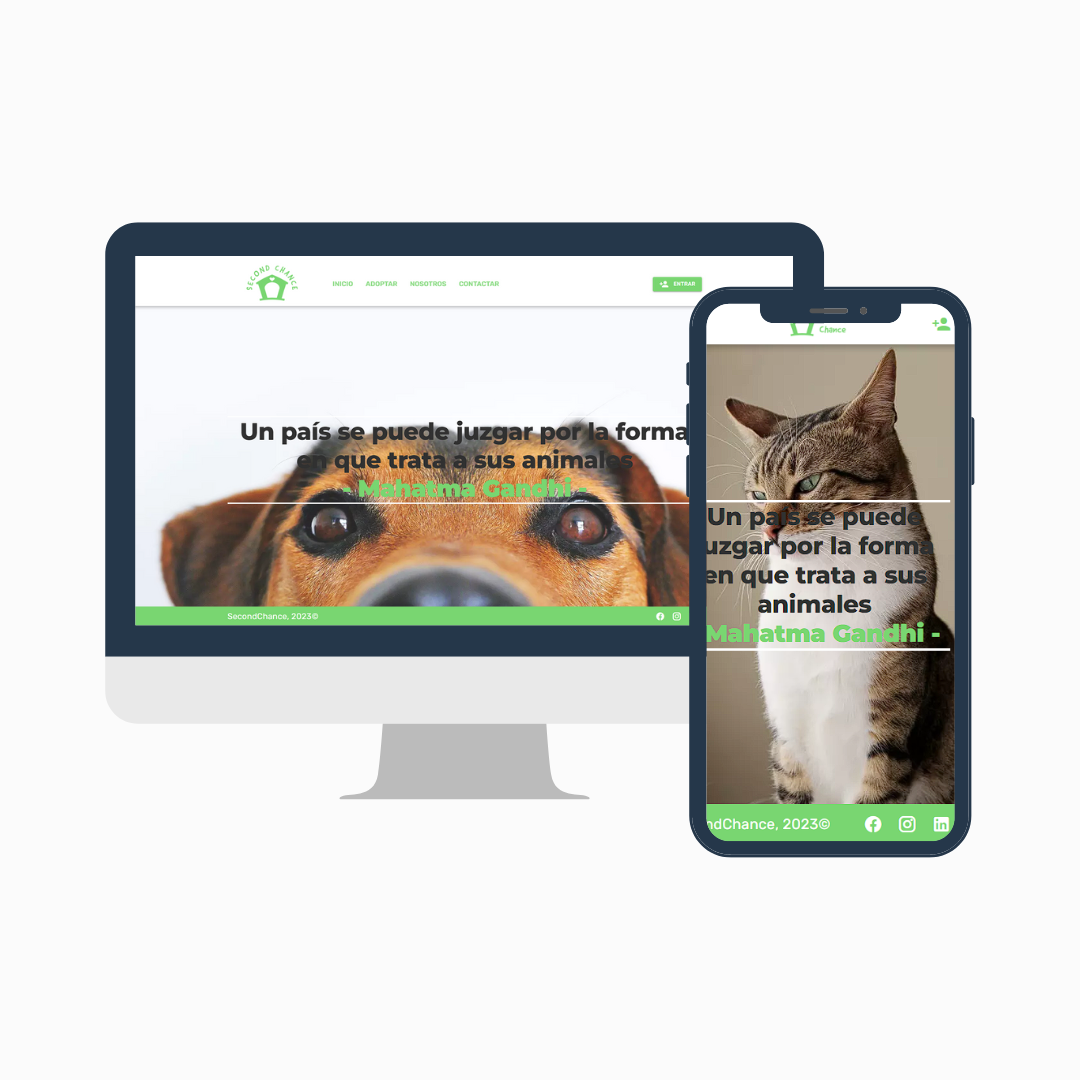 SECOND CHANCE
INICIO ADOPTAR NOSOTROS CONTACTAR
ENTRAR
Un país se puede juzgar por la forma
en que trata a sus animales
- Mahatma Gandhi -
SecondChance, 2023©
Chance
Un país se puede
uzgar por la forma
en que trata a sus
animales
Mahatma Gandhi -
ndChance, 2023©